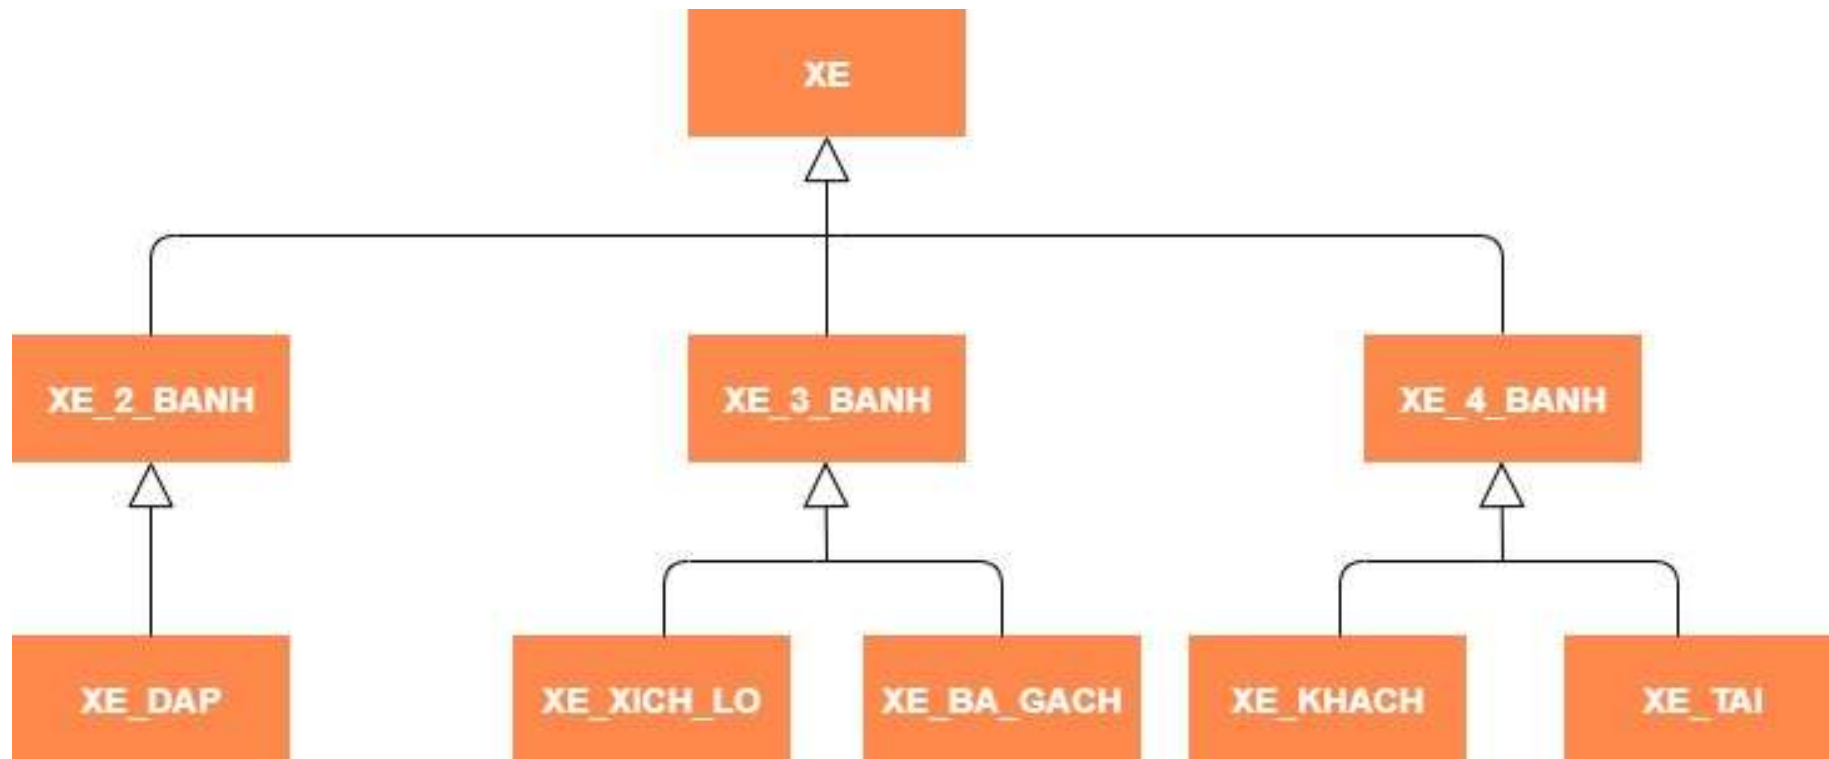 XE
XE_2_BANH
XE_3_BANH
XE_4_BANH
XE_DAP
XE_XICH_LO
XE_BA_GACH
XE_KHACH
XE_TAI